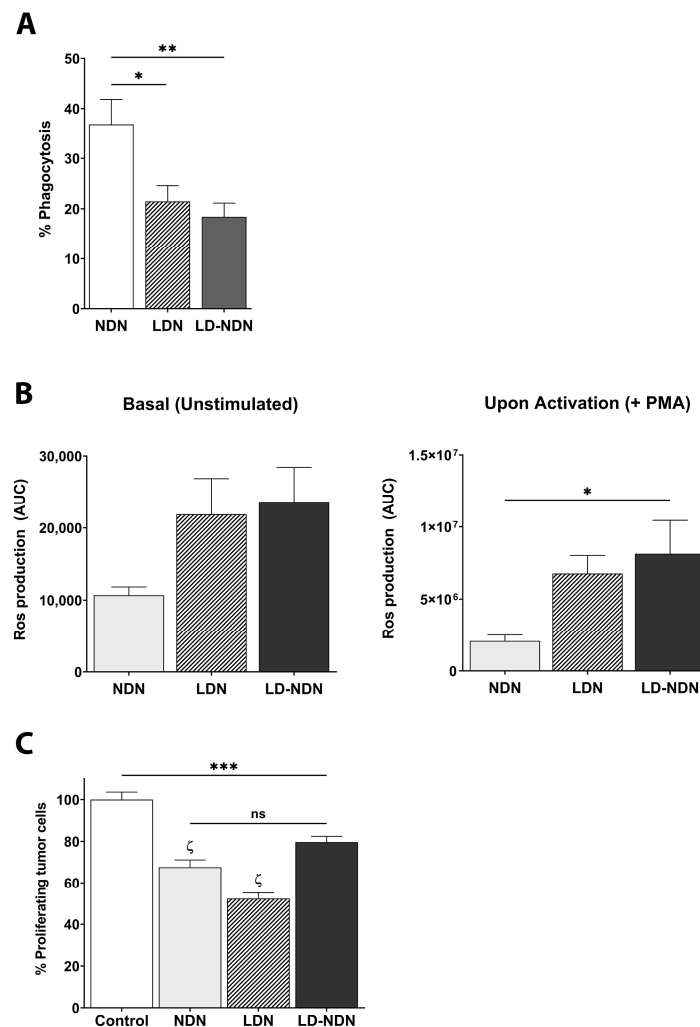 A
**
*
50
40
30
20
10
0
% Phagocytosis
NDN LDN LD-NDN
B
Basal (Unstimulated)
30,000
20,000
10,000
0
Ros production (AUC)
NDN LDN LD-NDN
Upon Activation (+ PMA)
1.5×10⁷
1×10⁷
5×10⁶
0
Ros production (AUC)
*
NDN LDN LD-NDN
C
***
ns
ζ
ζ
100
80
60
40
20
0
% Proliferating tumor cells
Control NDN LDN LD-NDN